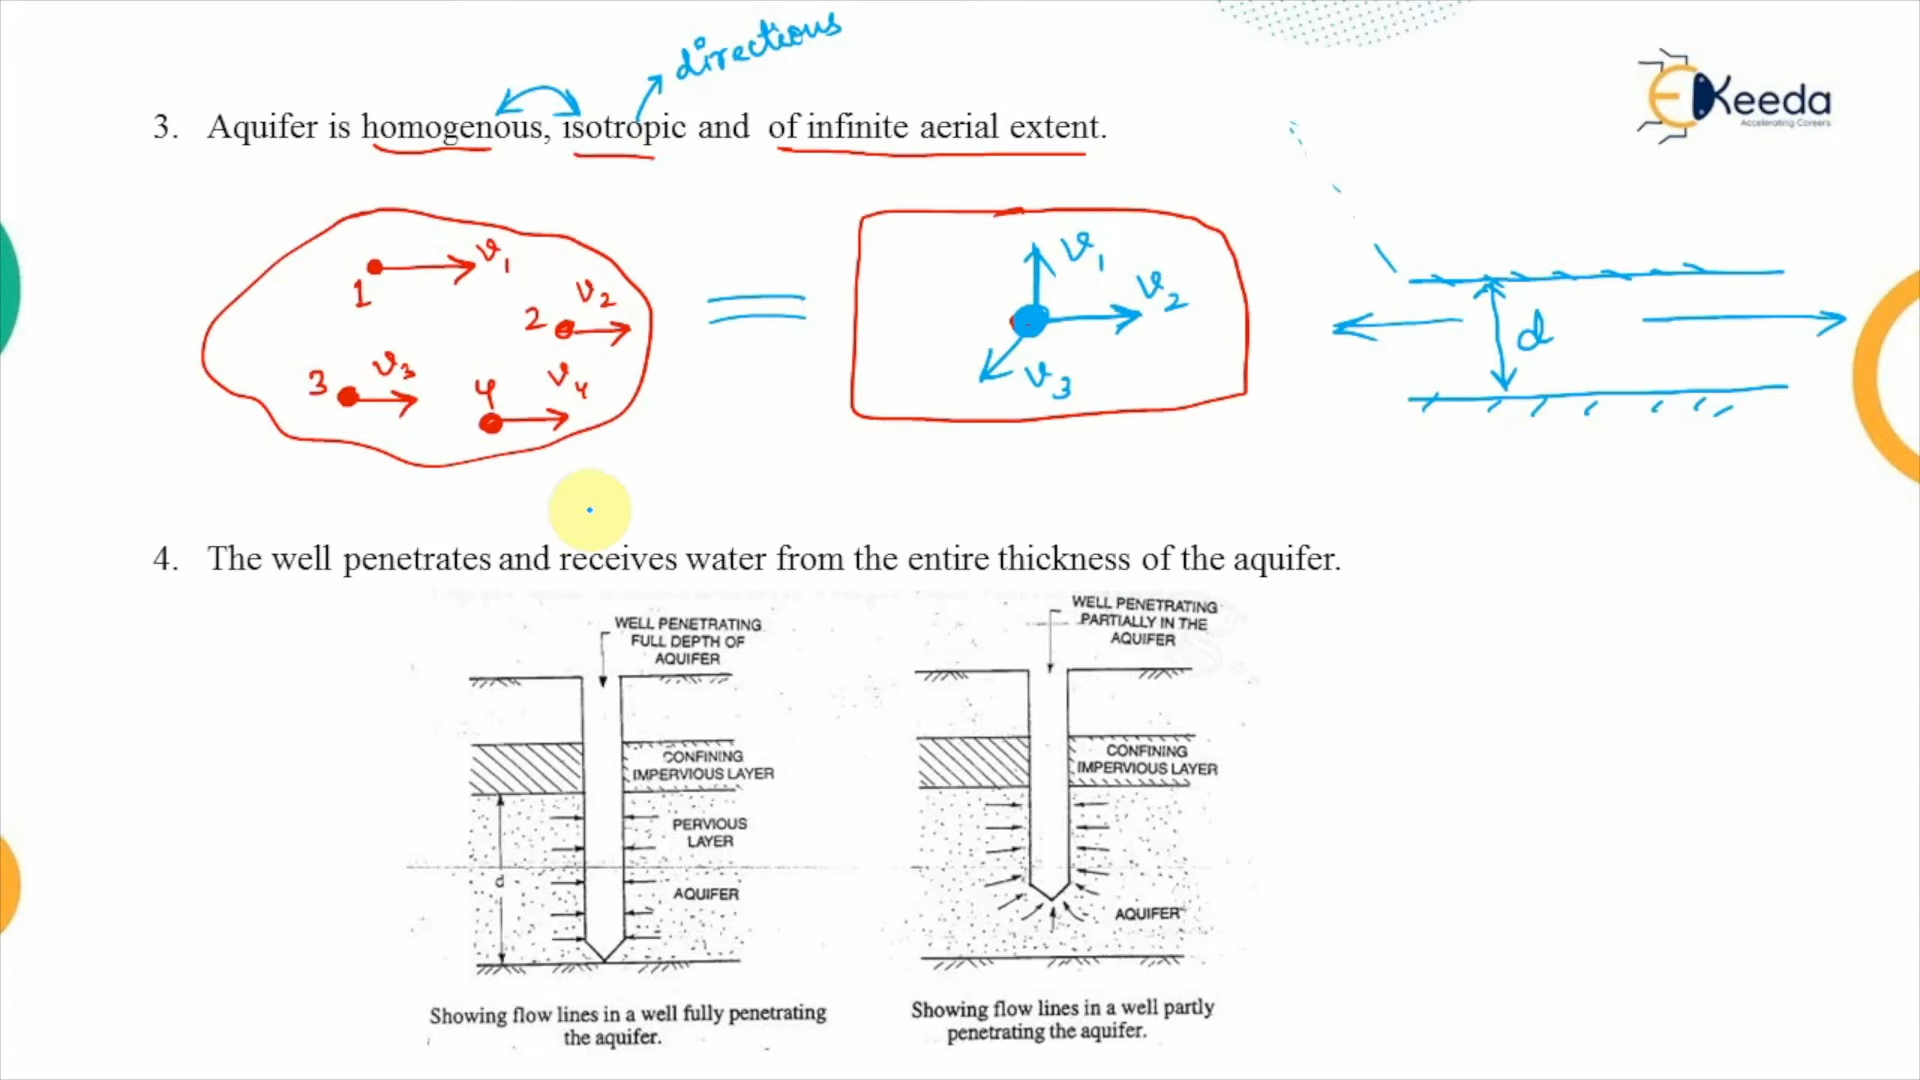 directions
Keeda
Accelerating Careers
3. Aquifer is homogenous, isotropic and of infinite aerial extent.
1 v1
2 v2
3 v3
4 v4
v1
v2
v3
d
4. The well penetrates and receives water from the entire thickness of the aquifer.
WELL PENETRATING
FULL DEPTH OF
AQUIFER
CONFINING
IMPERVIOUS LAYER
PERVIOUS
LAYER
d
AQUIFER
Showing flow lines in a well fully penetrating
the aquifer.
WELL PENETRATING
PARTIALLY IN THE
AQUIFER
CONFINING
IMPERVIOUS LAYER
AQUIFER
Showing flow lines in a well partly
penetrating the aquifer.